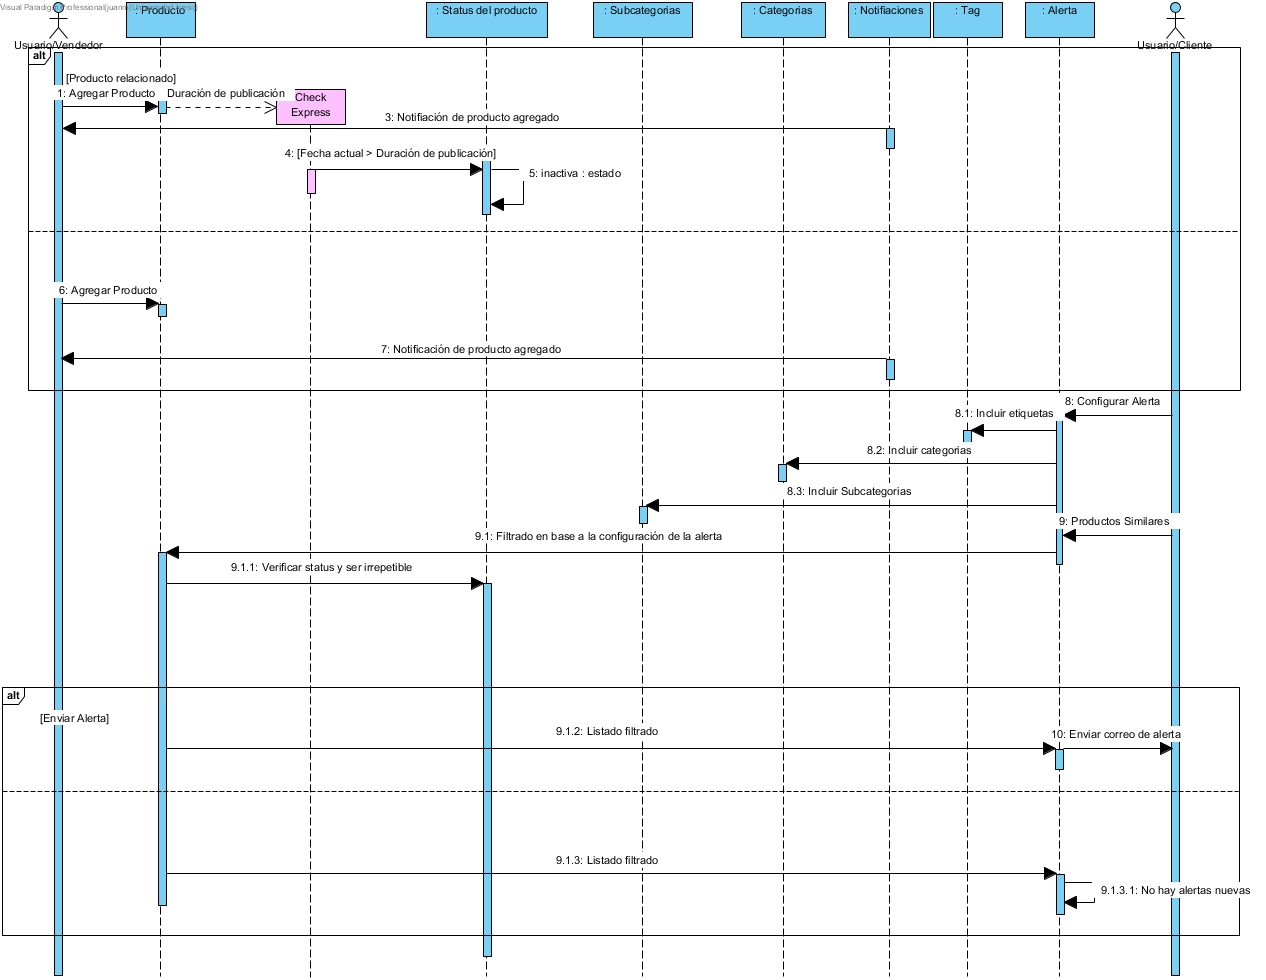 Visual Paradigm Professional(juann(Universidad
: Producto
: Status del producto
: Subcategorias
: Categorias
: Notifiaciones
: Tag
: Alerta
Usuario/Vendedor
Usuario/Cliente
alt
[Producto relacionado]
1: Agregar Producto
Duración de publicación
Check
Express
3: Notifiación de producto agregado
4: [Fecha actual > Duración de publicación]
5: inactiva : estado
6: Agregar Producto
7: Notificación de producto agregado
8: Configurar Alerta
8.1: Incluir etiquetas
8.2: Incluir categorias
8.3: Incluir Subcategorias
9: Productos Similares
9.1: Filtrado en base a la configuración de la alerta
9.1.1: Verificar status y ser irrepetible
alt
[Enviar Alerta]
9.1.2: Listado filtrado
10: Enviar correo de alerta
9.1.3: Listado filtrado
9.1.3.1: No hay alertas nuevas